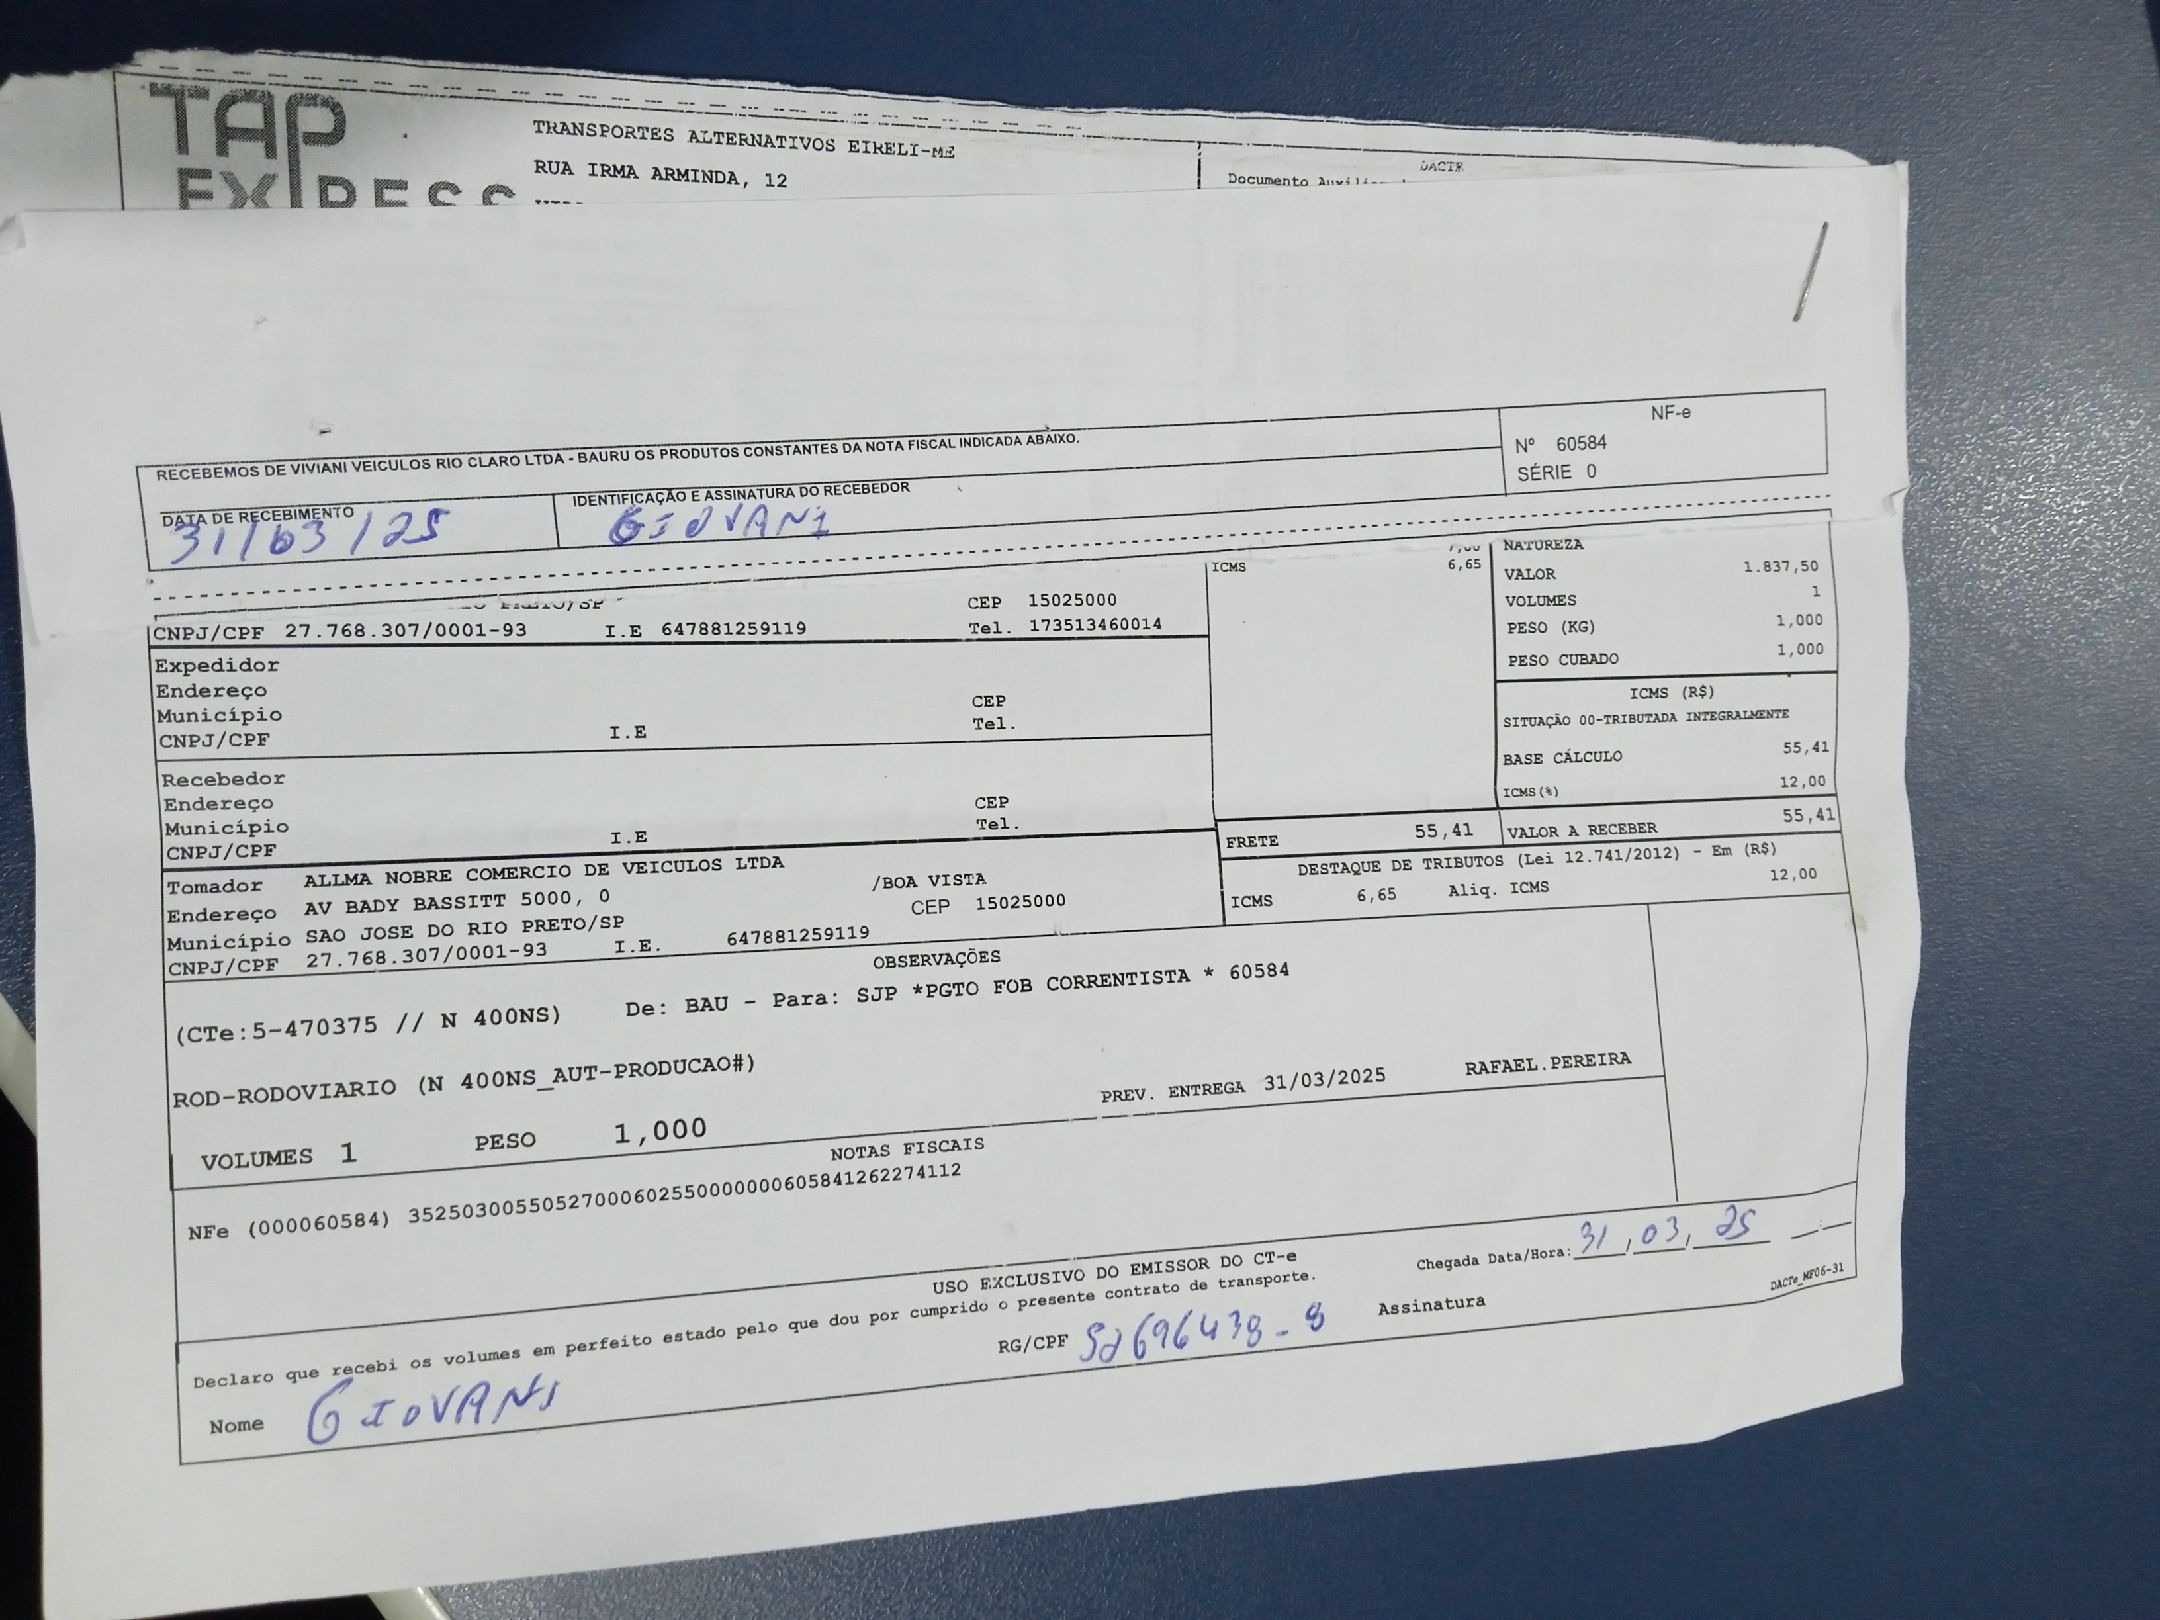 TAP
EXPRESS
TRANSPORTES ALTERNATIVOS EIRELI-ME
RUA IRMA ARMINDA, 12
DACTE
Documento
RECEBEMOS DE VIVIANI VEICULOS RIO CLARO LTDA - BAURU OS PRODUTOS CONSTANTES DA NOTA FISCAL INDICADA ABAIXO.
NF-e
Nº 60584
SÉRIE 0
DATA DE RECEBIMENTO
31/03/25
IDENTIFICAÇÃO E ASSINATURA DO RECEBEDOR
GIOVANI
PRETO/SP
CEP 15025000
CNPJ/CPF 27.768.307/0001-93 I.E 647881259119 Tel. 173513460014
ICMS 6,65
NATUREZA
VALOR 1.837,50
VOLUMES 1
PESO (KG) 1,000
PESO CUBADO 1,000
Expedidor
Endereço
Município CEP
CNPJ/CPF I.E Tel.
ICMS (R$)
SITUAÇÃO 00-TRIBUTADA INTEGRALMENTE
BASE CÁLCULO 55,41
ICMS(%) 12,00
Recebedor
Endereço
Município CEP
CNPJ/CPF I.E Tel.
FRETE 55,41 VALOR A RECEBER 55,41
DESTAQUE DE TRIBUTOS (Lei 12.741/2012) - Em (R$)
ICMS 6,65 Aliq. ICMS 12,00
Tomador ALLMA NOBRE COMERCIO DE VEICULOS LTDA
Endereço AV BADY BASSITT 5000, 0 /BOA VISTA
Município SAO JOSE DO RIO PRETO/SP CEP 15025000
CNPJ/CPF 27.768.307/0001-93 I.E. 647881259119
OBSERVAÇÕES
(CTe:5-470375 // N 400NS) De: BAU - Para: SJP *PGTO FOB CORRENTISTA * 60584
ROD-RODOVIARIO (N 400NS_AUT-PRODUCAO#)
PREV. ENTREGA 31/03/2025 RAFAEL.PEREIRA
VOLUMES 1 PESO 1,000
NOTAS FISCAIS
NFe (000060584) 35250300550527000602550000000605841262274112
USO EXCLUSIVO DO EMISSOR DO CT-e
Declaro que recebi os volumes em perfeito estado pelo que dou por cumprido o presente contrato de transporte.
Chegada Data/Hora: 31/03/25
DACTe_MF06-31
Nome GIOVANI
RG/CPF 52696438-8
Assinatura